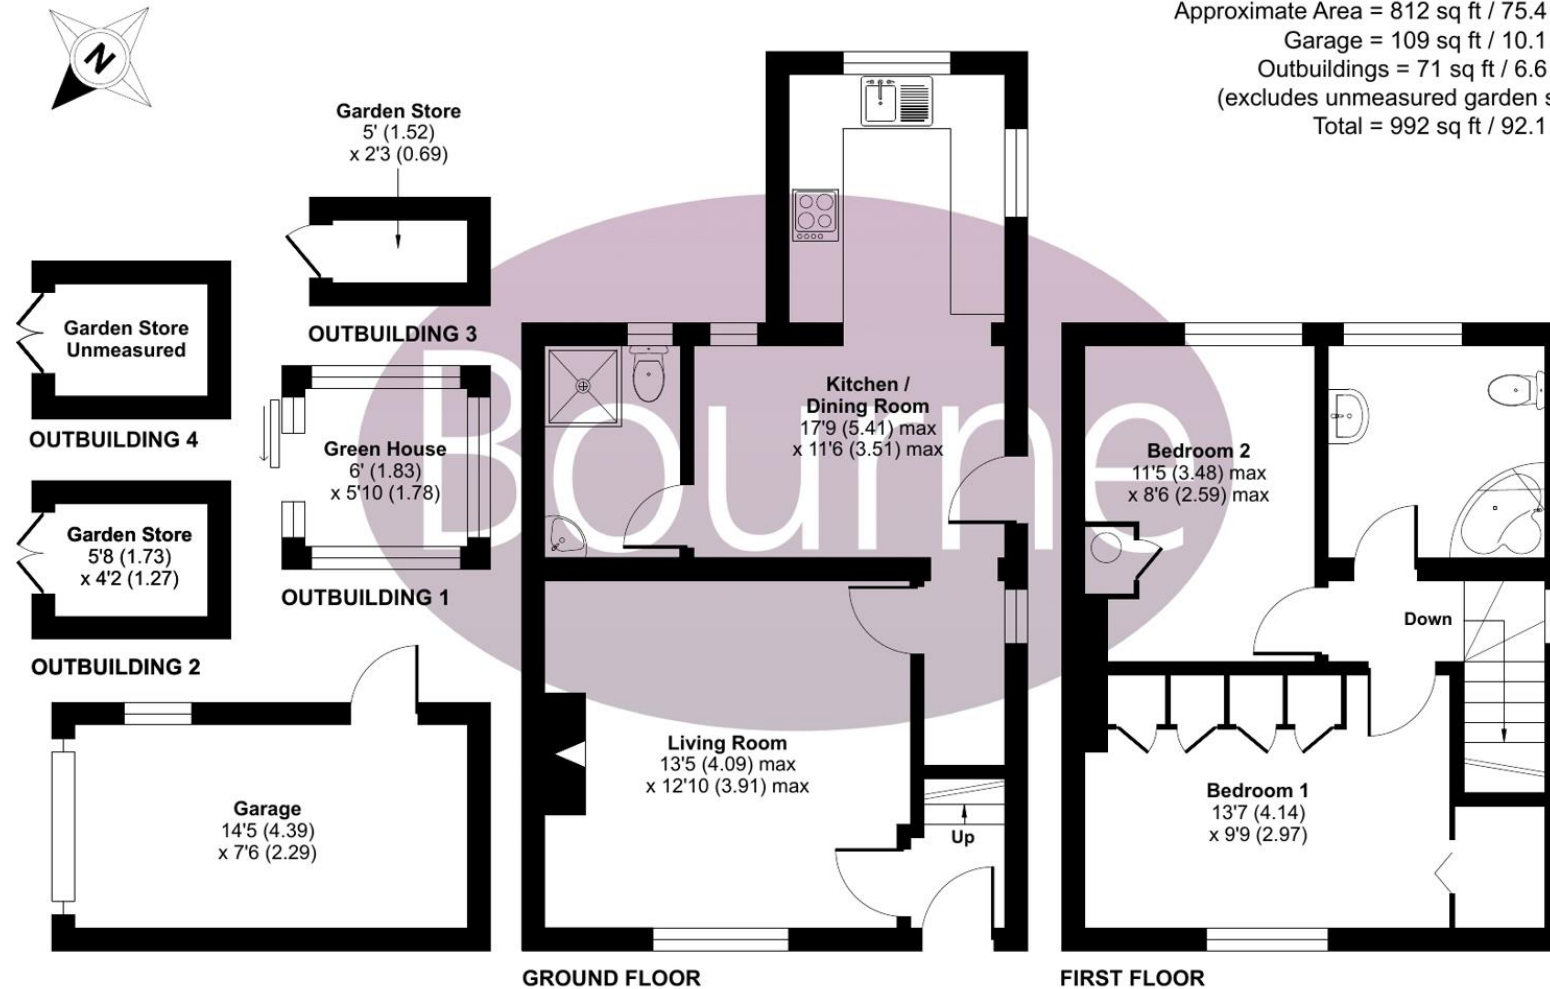 Approximate Area = 812 sq ft / 75.4
Garage = 109 sq ft / 10.1
Outbuildings = 71 sq ft / 6.6
(excludes unmeasured garden s
Total = 992 sq ft / 92.1
N
Garden Store
5' (1.52)
x 2'3 (0.69)
OUTBUILDING 3
Garden Store
Unmeasured
OUTBUILDING 4
Green House
6' (1.83)
x 5'10 (1.78)
OUTBUILDING 1
Garden Store
5'8 (1.73)
x 4'2 (1.27)
OUTBUILDING 2
Garage
14'5 (4.39)
x 7'6 (2.29)
Bourne
Kitchen /
Dining Room
17'9 (5.41) max
x 11'6 (3.51) max
Living Room
13'5 (4.09) max
x 12'10 (3.91) max
Up
GROUND FLOOR
Bedroom 2
11'5 (3.48) max
x 8'6 (2.59) max
Down
Bedroom 1
13'7 (4.14)
x 9'9 (2.97)
FIRST FLOOR